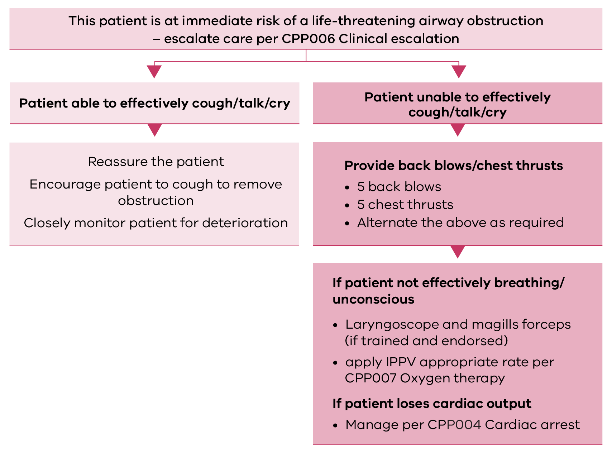 This patient is at immediate risk of a life-threatening airway obstruction
– escalate care per CPP006 Clinical escalation
Patient able to effectively cough/talk/cry
Reassure the patient
Encourage patient to cough to remove
obstruction
Closely monitor patient for deterioration
Patient unable to effectively
cough/talk/cry
Provide back blows/chest thrusts
• 5 back blows
• 5 chest thrusts
• Alternate the above as required
If patient not effectively breathing/
unconscious
• Laryngoscope and magills forceps
(if trained and endorsed)
• apply IPPV appropriate rate per
CPP007 Oxygen therapy
If patient loses cardiac output
• Manage per CPP004 Cardiac arrest